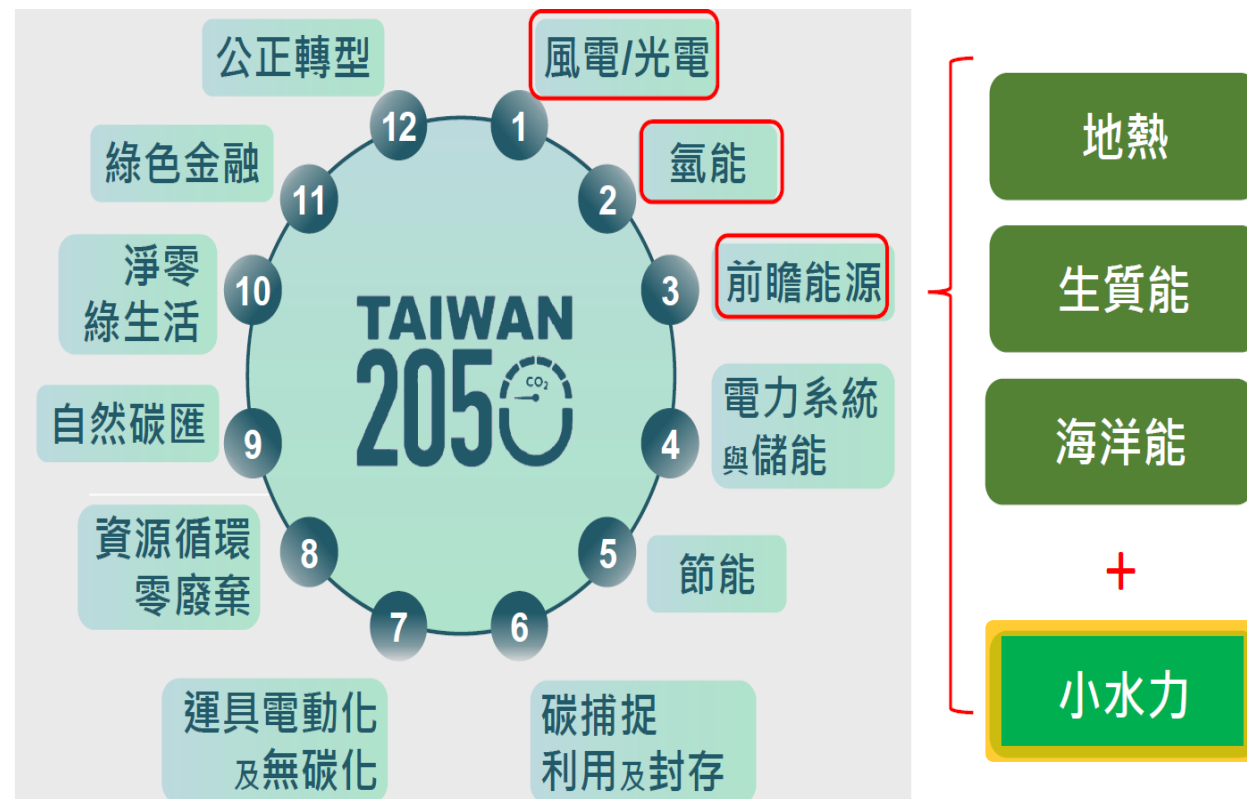 1
風電/光電
2
氫能
3
前瞻能源
4
電力系統
與儲能
5
節能
6
碳捕捉
利用及封存
7
運具電動化
及無碳化
8
資源循環
零廢棄
9
自然碳匯
10
淨零
綠生活
11
綠色金融
12
公正轉型
TAIWAN
2050
CO₂
地熱
生質能
海洋能
+
小水力